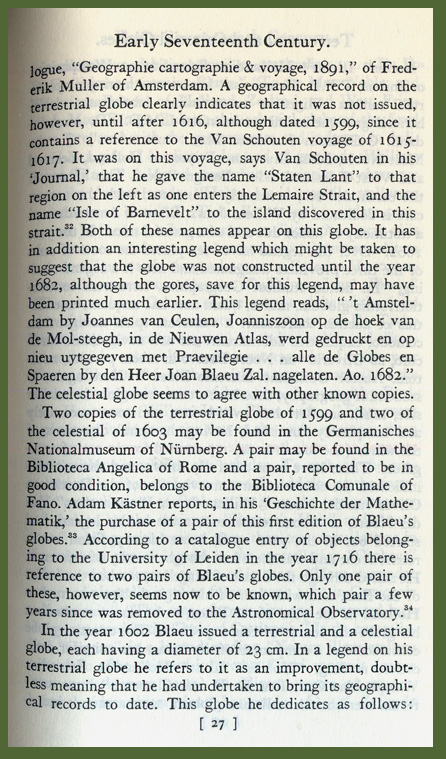 Early Seventeenth Century.
logue, “Geographie cartographie & voyage, 1891,” of Fred-
erik Muller of Amsterdam. A geographical record on the
terrestrial globe clearly indicates that it was not issued,
however, until after 1616, although dated 1599, since it
contains a reference to the Van Schouten voyage of 1615-
1617. It was on this voyage, says Van Schouten in his
‘Journal,’ that he gave the name “Staten Lant” to that
region on the left as one enters the Lemaire Strait, and the
name “Isle of Barnevelt” to the island discovered in this
strait.³² Both of these names appear on this globe. It has
in addition an interesting legend which might be taken to
suggest that the globe was not constructed until the year
1682, although the gores, save for this legend, may have
been printed much earlier. This legend reads, “ ’t Amstel-
dam by Joannes van Ceulen, Joanniszoon op de hoek van
de Mol-steegh, in de Nieuwen Atlas, werd gedruckt en op
nieu uytgegeven met Praevilegie . . . alle de Globes en
Spaeren by den Heer Joan Blaeu Zal. nagelaten. Ao. 1682.”
The celestial globe seems to agree with other known copies.
Two copies of the terrestrial globe of 1599 and two of
the celestial of 1603 may be found in the Germanisches
Nationalmuseum of Nürnberg. A pair may be found in the
Biblioteca Angelica of Rome and a pair, reported to be in
good condition, belongs to the Biblioteca Comunale of
Fano. Adam Kästner reports, in his ‘Geschichte der Mathe-
matik,’ the purchase of a pair of this first edition of Blaeu’s
globes.³³ According to a catalogue entry of objects belong-
ing to the University of Leiden in the year 1716 there is
reference to two pairs of Blaeu’s globes. Only one pair of
these, however, seems now to be known, which pair a few
years since was removed to the Astronomical Observatory.³⁴
In the year 1602 Blaeu issued a terrestrial and a celestial
globe, each having a diameter of 23 cm. In a legend on his
terrestrial globe he refers to it as an improvement, doubt-
less meaning that he had undertaken to bring its geographi-
cal records to date. This globe he dedicates as follows:
[ 27 ]